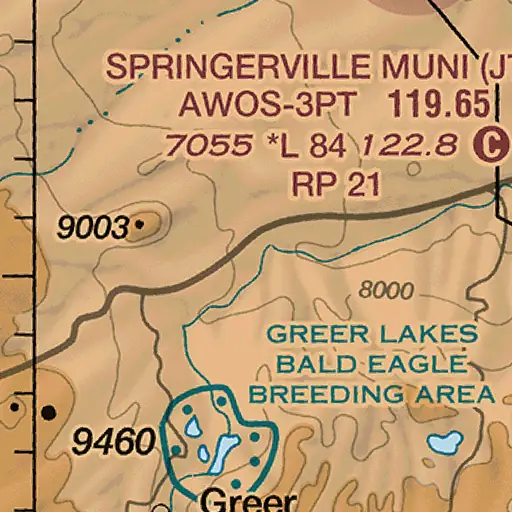 SPRINGERVILLE MUNI (J
AWOS-3PT 119.65
7055 *L 84 122.8 C
RP 21
9003
8000
GREER LAKES
BALD EAGLE
BREEDING AREA
9460
Greer